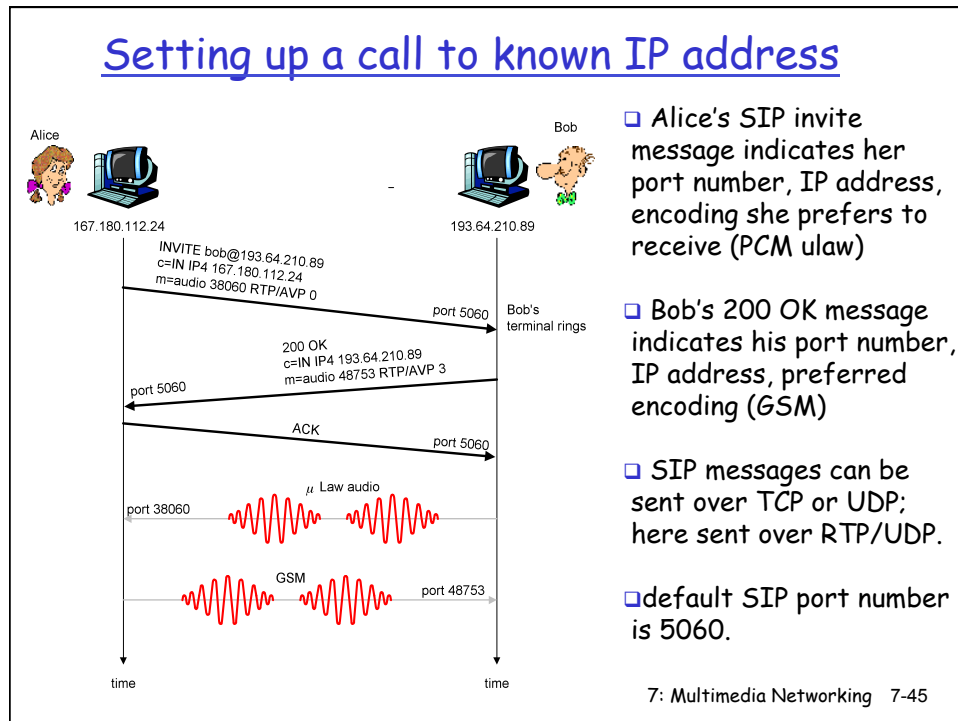 Setting up a call to known IP address
Alice
Bob
167.180.112.24
193.64.210.89
INVITE bob@193.64.210.89
c=IN IP4 167.180.112.24
m=audio 38060 RTP/AVP 0
port 5060
Bob's
terminal rings
200 OK
c=IN IP4 193.64.210.89
m=audio 48753 RTP/AVP 3
port 5060
ACK
port 5060
μ Law audio
port 38060
GSM
port 48753
time
time
Alice's SIP invite
message indicates her
port number, IP address,
encoding she prefers to
receive (PCM ulaw)
Bob's 200 OK message
indicates his port number,
IP address, preferred
encoding (GSM)
SIP messages can be
sent over TCP or UDP;
here sent over RTP/UDP.
default SIP port number
is 5060.
7: Multimedia Networking 7-45